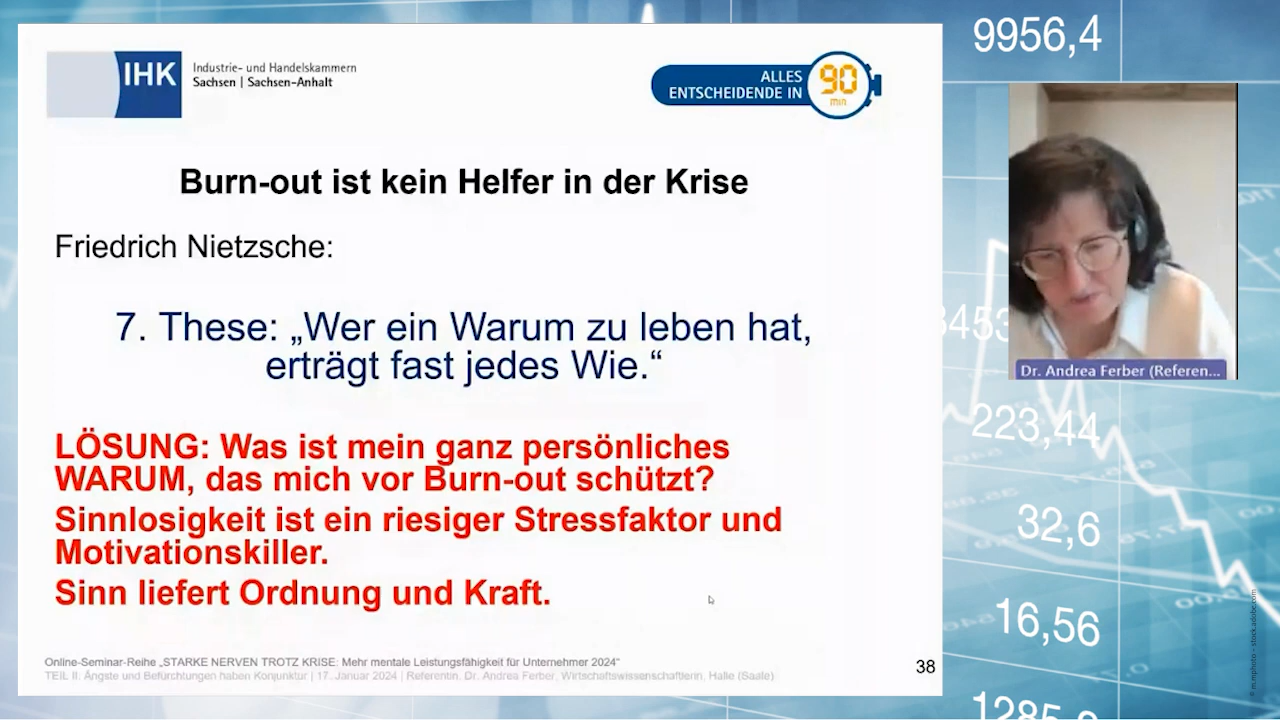 IHK
Industrie- und Handelskammern
Sachsen | Sachsen-Anhalt
ALLES
ENTSCHEIDENDE IN
90
min
Burn-out ist kein Helfer in der Krise
Friedrich Nietzsche:
7. These: „Wer ein Warum zu leben hat,
erträgt fast jedes Wie.“
LÖSUNG: Was ist mein ganz persönliches
WARUM, das mich vor Burn-out schützt?
Sinnlosigkeit ist ein riesiger Stressfaktor und
Motivationskiller.
Sinn liefert Ordnung und Kraft.
Online-Seminar-Reihe „STARKE NERVEN TROTZ KRISE: Mehr mentale Leistungsfähigkeit für Unternehmer 2024“
TEIL II: Ängste und Befürchtungen haben Konjunktur | 17. Januar 2024 | Referentin: Dr. Andrea Ferber, Wirtschaftswissenschaftlerin, Halle (Saale)
38
9956,4
Dr. Andrea Ferber (Referen...
223,44
32,6
16,56